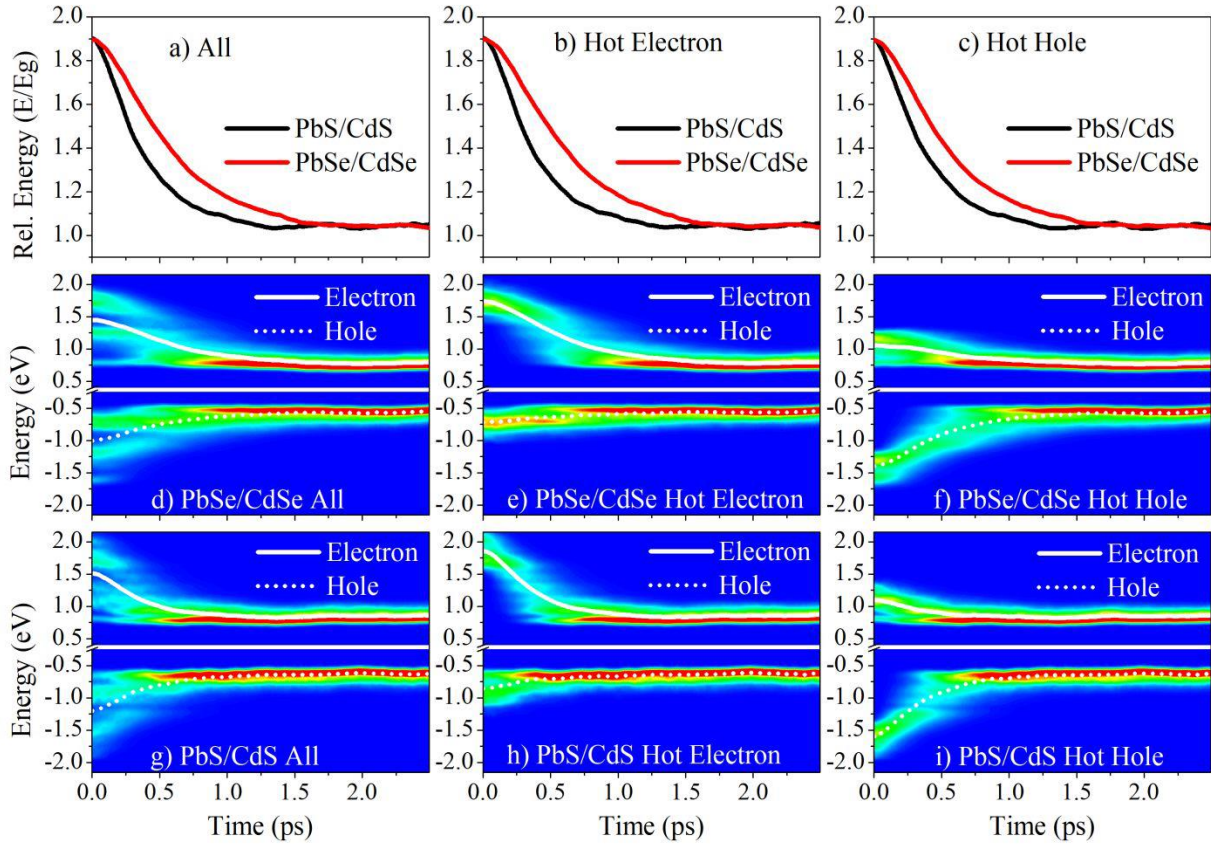 a) All
b) Hot Electron
c) Hot Hole
Rel. Energy (E/Eg)
2.0
1.8
1.6
1.4
1.2
1.0
PbS/CdS
PbSe/CdSe
PbS/CdS
PbSe/CdSe
PbS/CdS
PbSe/CdSe
Energy (eV)
2.0
1.5
1.0
0.5
Electron
Hole
Electron
Hole
Electron
Hole
Energy (eV)
-0.5
-1.0
-1.5
-2.0
d) PbSe/CdSe All
e) PbSe/CdSe Hot Electron
f) PbSe/CdSe Hot Hole
Energy (eV)
2.0
1.5
1.0
0.5
Electron
Hole
Electron
Hole
Electron
Hole
Energy (eV)
-0.5
-1.0
-1.5
-2.0
g) PbS/CdS All
h) PbS/CdS Hot Electron
i) PbS/CdS Hot Hole
0.0 0.5 1.0 1.5 2.0
0.0 0.5 1.0 1.5 2.0
0.0 0.5 1.0 1.5 2.0
Time (ps)
Time (ps)
Time (ps)